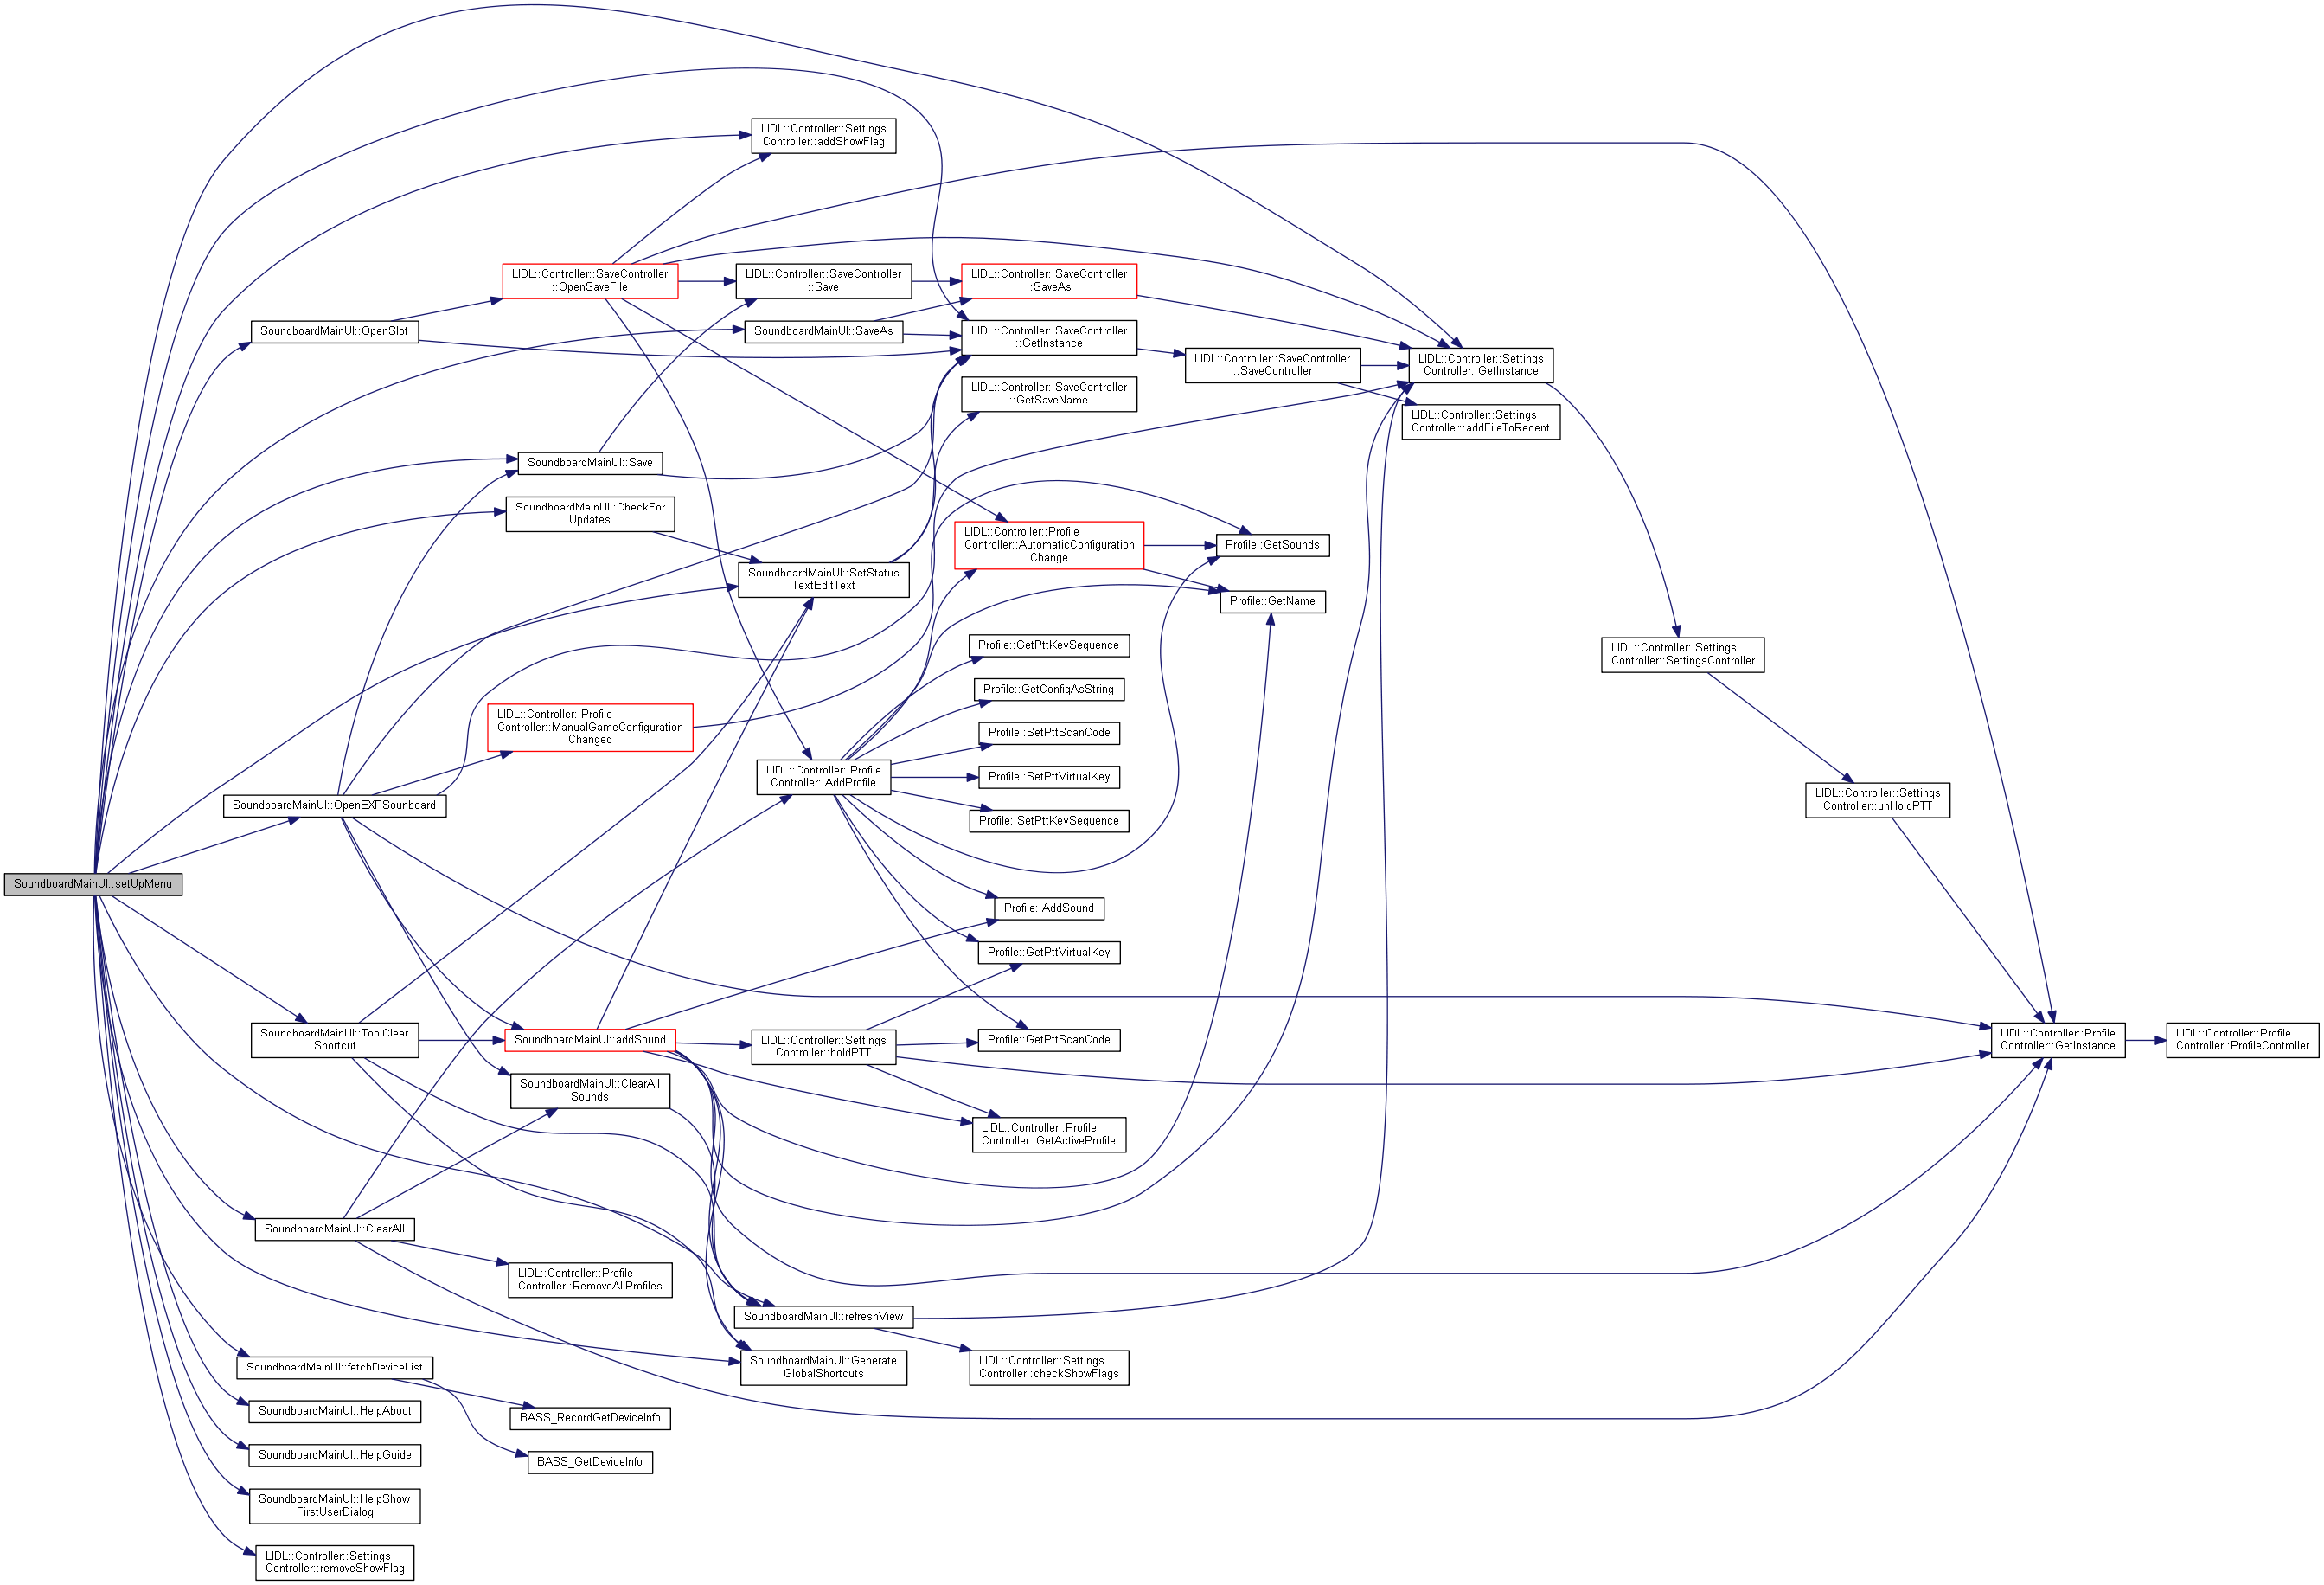 LIDL::Controller::Settings
Controller::addShowFlag
LIDL::Controller::SaveController
::OpenSaveFile
LIDL::Controller::SaveController
::Save
LIDL::Controller::SaveController
::SaveAs
SoundboardMainUI::OpenSlot
SoundboardMainUI::SaveAs
LIDL::Controller::SaveController
::GetInstance
LIDL::Controller::SaveController
::SaveController
LIDL::Controller::Settings
Controller::GetInstance
LIDL::Controller::SaveController
::GetSaveName
LIDL::Controller::Settings
Controller::addFileToRecent
SoundboardMainUI::Save
SoundboardMainUI::CheckFor
Updates
LIDL::Controller::Profile
Controller::AutomaticConfiguration
Change
Profile::GetSounds
SoundboardMainUI::SetStatus
TextEditText
Profile::GetName
Profile::GetPttKeySequence
LIDL::Controller::Settings
Controller::SettingsController
Profile::GetConfigAsString
LIDL::Controller::Profile
Controller::ManualGameConfiguration
Changed
Profile::SetPttScanCode
LIDL::Controller::Profile
Controller::AddProfile
Profile::SetPttVirtualKey
SoundboardMainUI::OpenEXPSounboard
LIDL::Controller::Settings
Controller::unHoldPTT
Profile::SetPttKeySequence
SoundboardMainUI::setUpMenu
Profile::AddSound
Profile::GetPttVirtualKey
SoundboardMainUI::ToolClear
Shortcut
SoundboardMainUI::addSound
LIDL::Controller::Settings
Controller::holdPTT
Profile::GetPttScanCode
LIDL::Controller::Profile
Controller::GetInstance
LIDL::Controller::Profile
Controller::ProfileController
SoundboardMainUI::ClearAll
Sounds
LIDL::Controller::Profile
Controller::GetActiveProfile
SoundboardMainUI::ClearAll
LIDL::Controller::Profile
Controller::RemoveAllProfiles
SoundboardMainUI::refreshView
SoundboardMainUI::fetchDeviceList
SoundboardMainUI::Generate
GlobalShortcuts
LIDL::Controller::Settings
Controller::checkShowFlags
SoundboardMainUI::HelpAbout
BASS_RecordGetDeviceInfo
SoundboardMainUI::HelpGuide
BASS_GetDeviceInfo
SoundboardMainUI::HelpShow
FirstUserDialog
LIDL::Controller::Settings
Controller::removeShowFlag